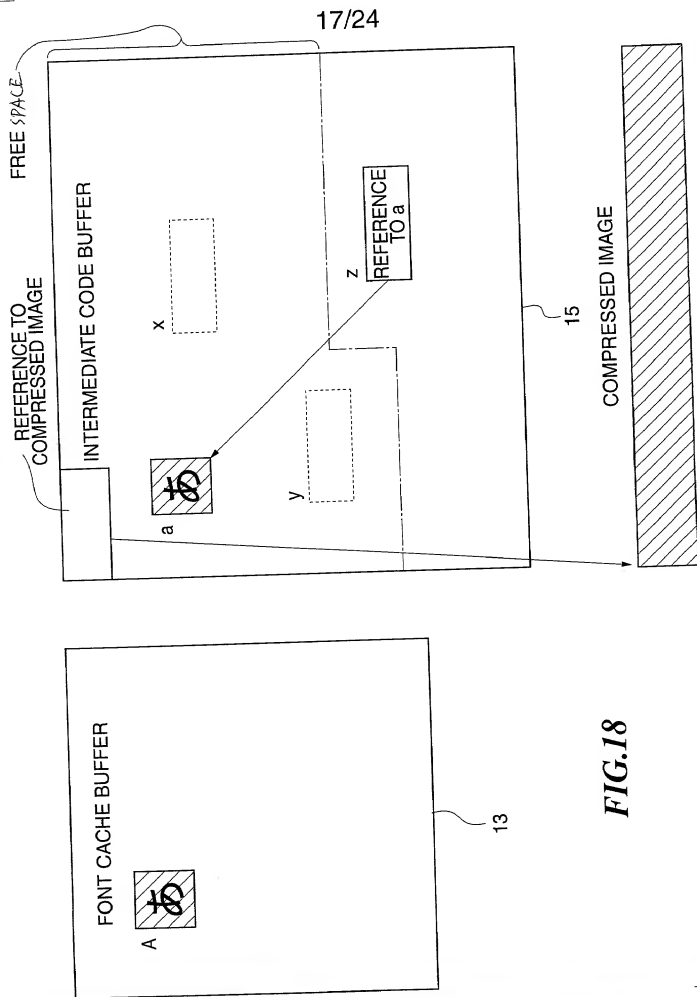 17/24
FREE SPACE
REFERENCE TO
COMPRESSED IMAGE
INTERMEDIATE CODE BUFFER
x
a
あ
y
z
REFERENCE
TO a
15
COMPRESSED IMAGE
FONT CACHE BUFFER
A
あ
13
FIG.18